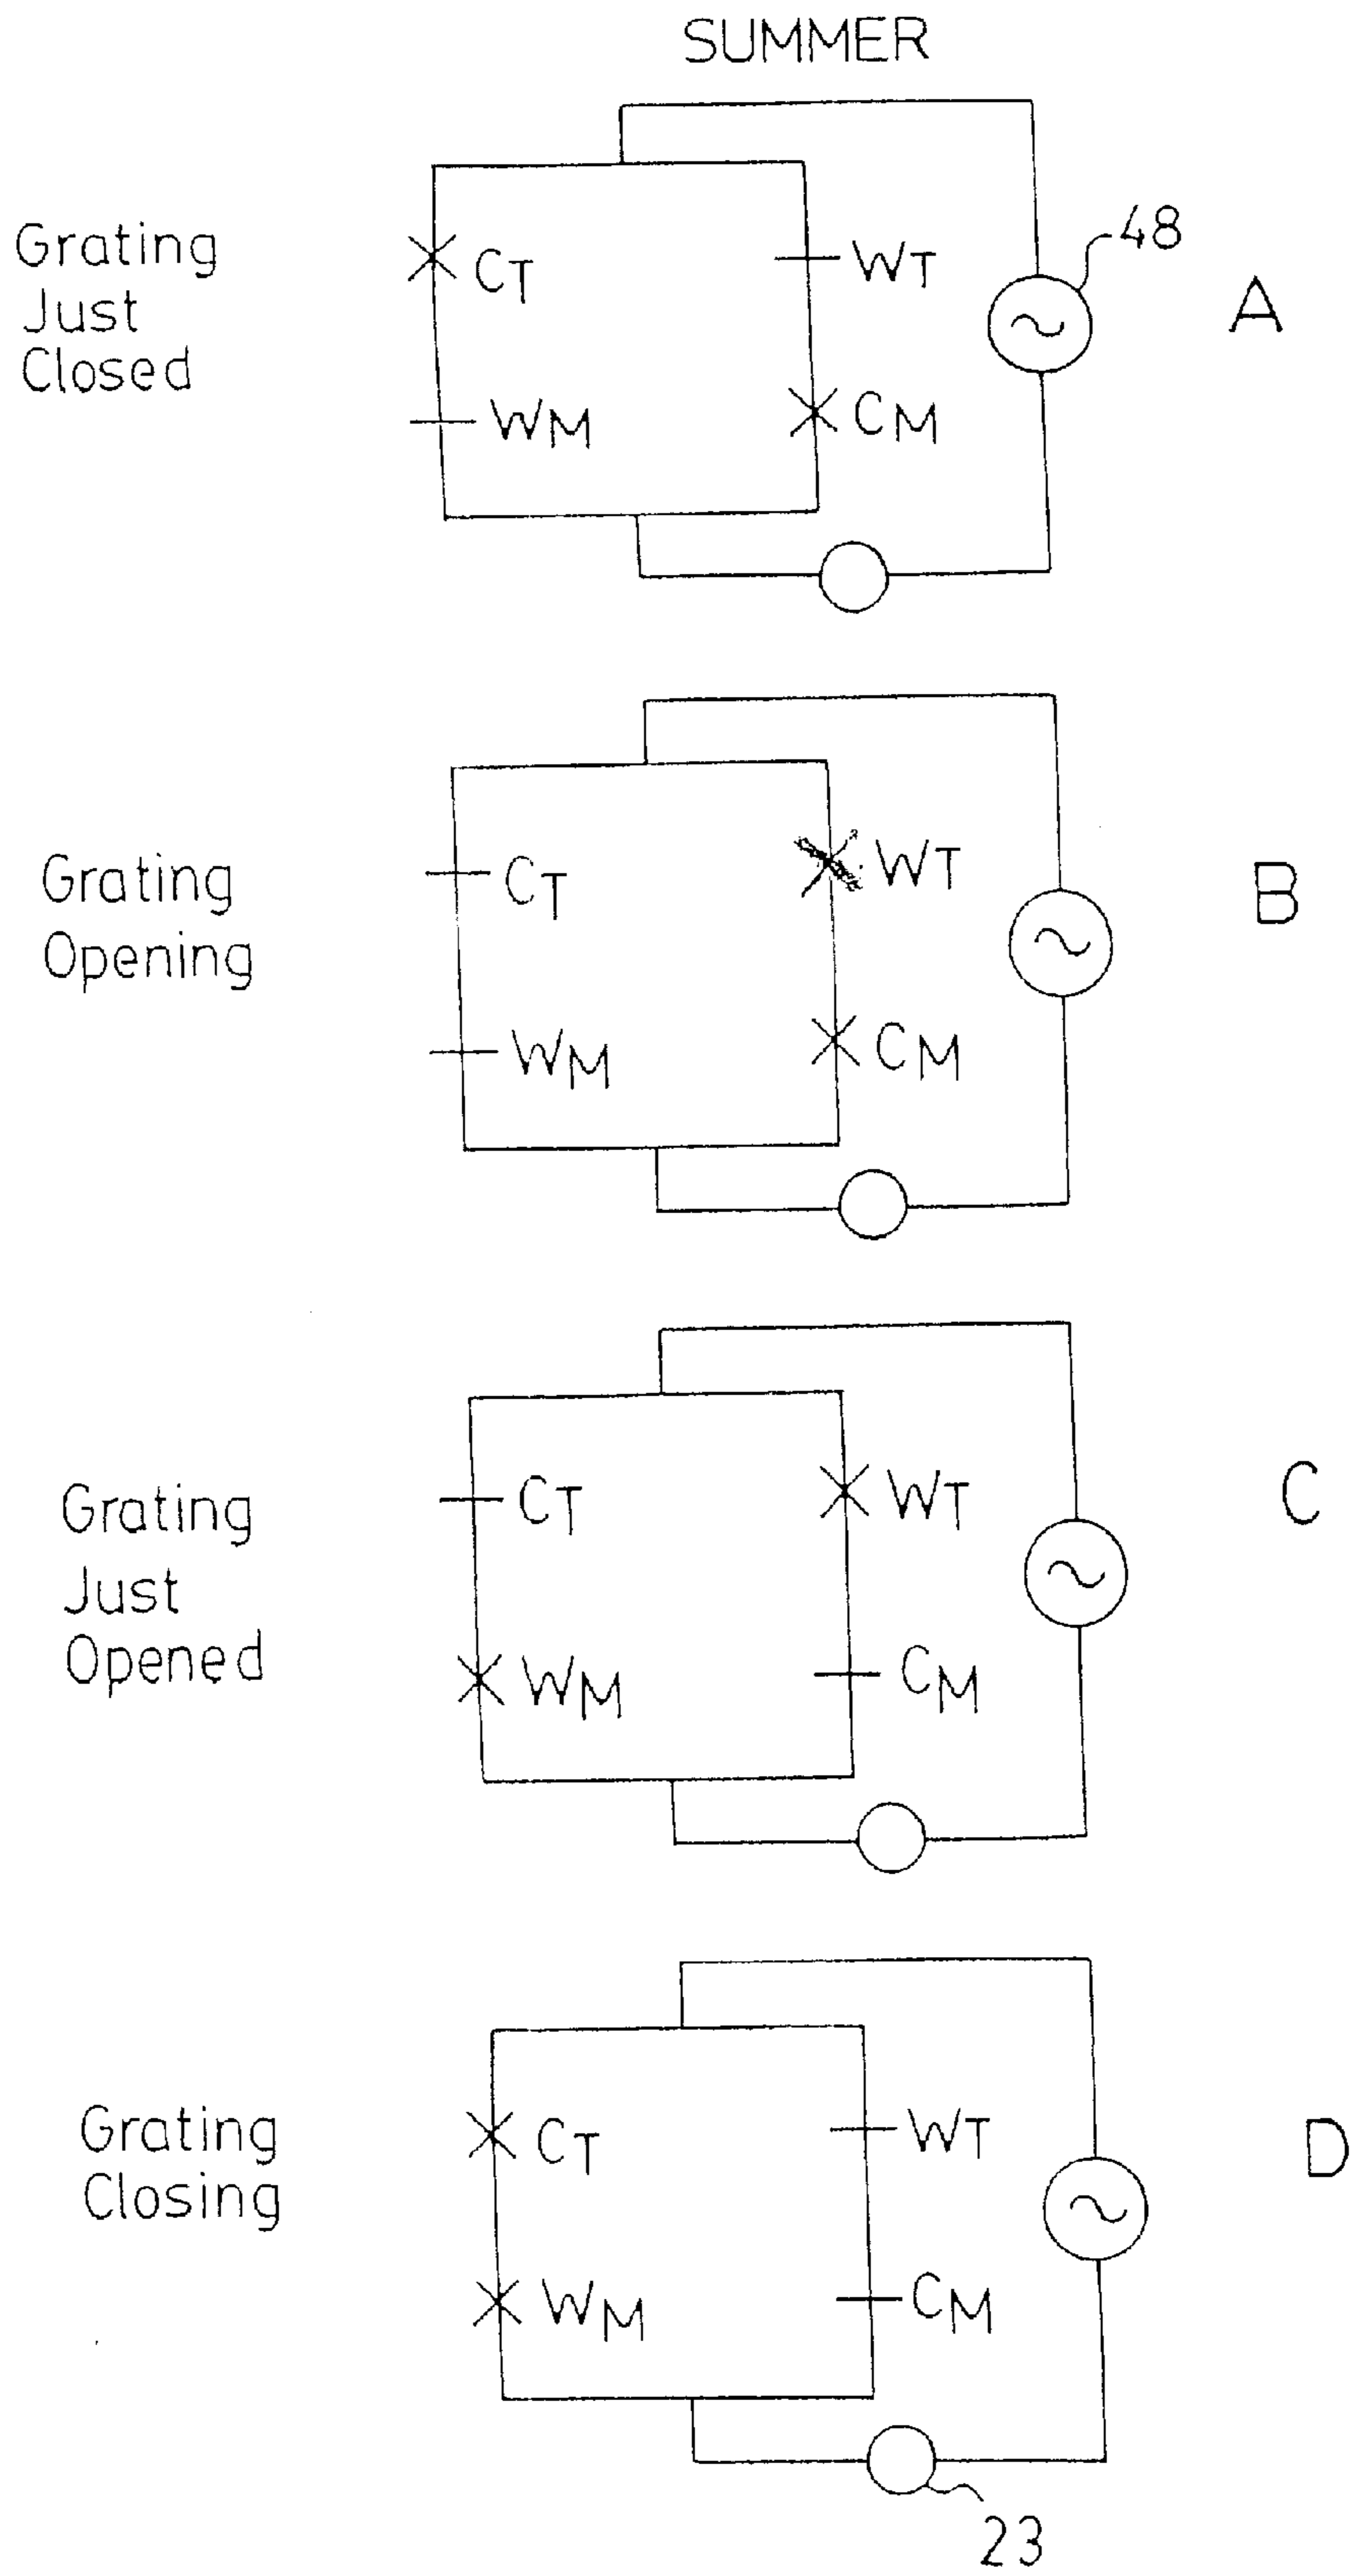 SUMMER
48
Grating
Just
Closed
CT
WT
A
WM
CM
Grating
Opening
CT
WT
B
WM
CM
Grating
Just
Opened
CT
WT
C
WM
CM
Grating
Closing
CT
WT
D
WM
CM
23